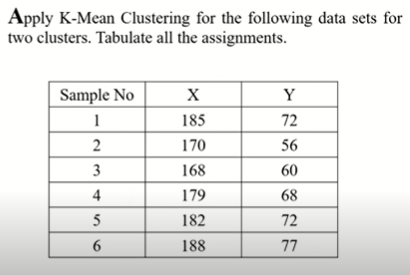 Apply K-Mean Clustering for the following data sets for
two clusters. Tabulate all the assignments.
Sample No X Y
1 185 72
2 170 56
3 168 60
4 179 68
5 182 72
6 188 77